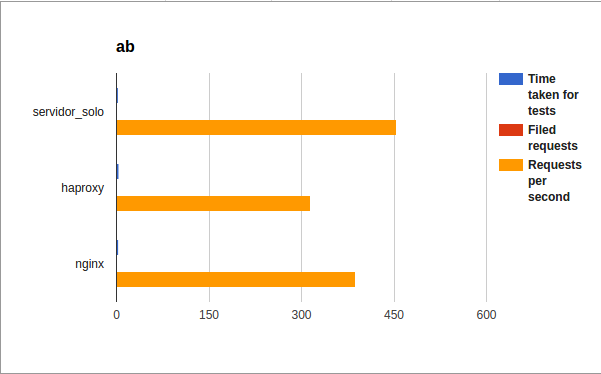 ab
servidor_solo
haproxy
nginx
0 150 300 450 600
Time
taken for
tests
Filed
requests
Requests
per
second